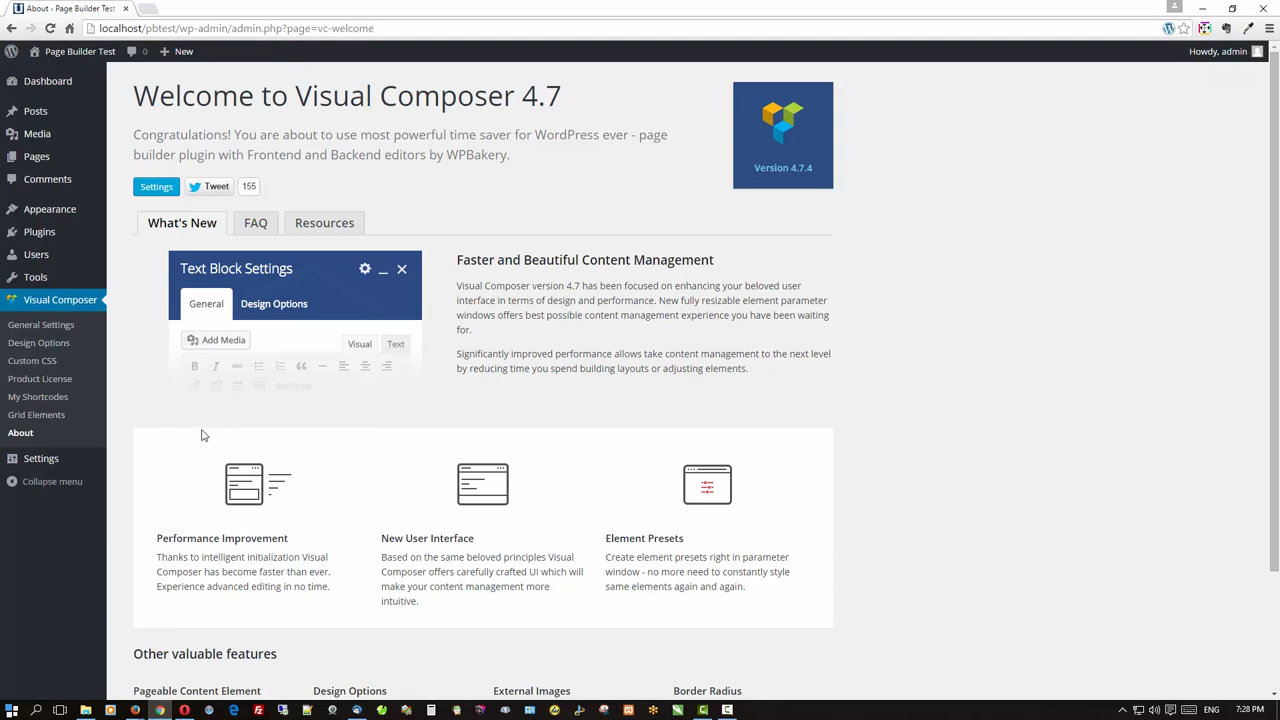 About ‹ Page Builder Test
localhost/pbtest/wp-admin/admin.php?page=vc-welcome
Page Builder Test 0 New
Howdy, admin
Dashboard
Posts
Media
Pages
Comments
Appearance
Plugins
Users
Tools
Visual Composer
General Settings
Design Options
Custom CSS
Product License
My Shortcodes
Grid Elements
About
Settings
Collapse menu
Welcome to Visual Composer 4.7
Congratulations! You are about to use most powerful time saver for WordPress ever - page
builder plugin with Frontend and Backend editors by WPBakery.
Version 4.7.4
Settings Tweet 155
What's New FAQ Resources
Text Block Settings
General Design Options
Add Media
Visual Text
B I ABC
RevSlider
Faster and Beautiful Content Management
Visual Composer version 4.7 has been focused on enhancing your beloved user
interface in terms of design and performance. New fully resizable element parameter
windows offers best possible content management experience you have been waiting
for.
Significantly improved performance allows take content management to the next level
by reducing time you spend building layouts or adjusting elements.
Performance Improvement
Thanks to intelligent initialization Visual
Composer has become faster than ever.
Experience advanced editing in no time.
New User Interface
Based on the same beloved principles Visual
Composer offers carefully crafted UI which will
make your content management more
intuitive.
Element Presets
Create element presets right in parameter
window - no more need to constantly style
same elements again and again.
Other valuable features
Pageable Content Element Design Options External Images Border Radius
ENG 7:28 PM